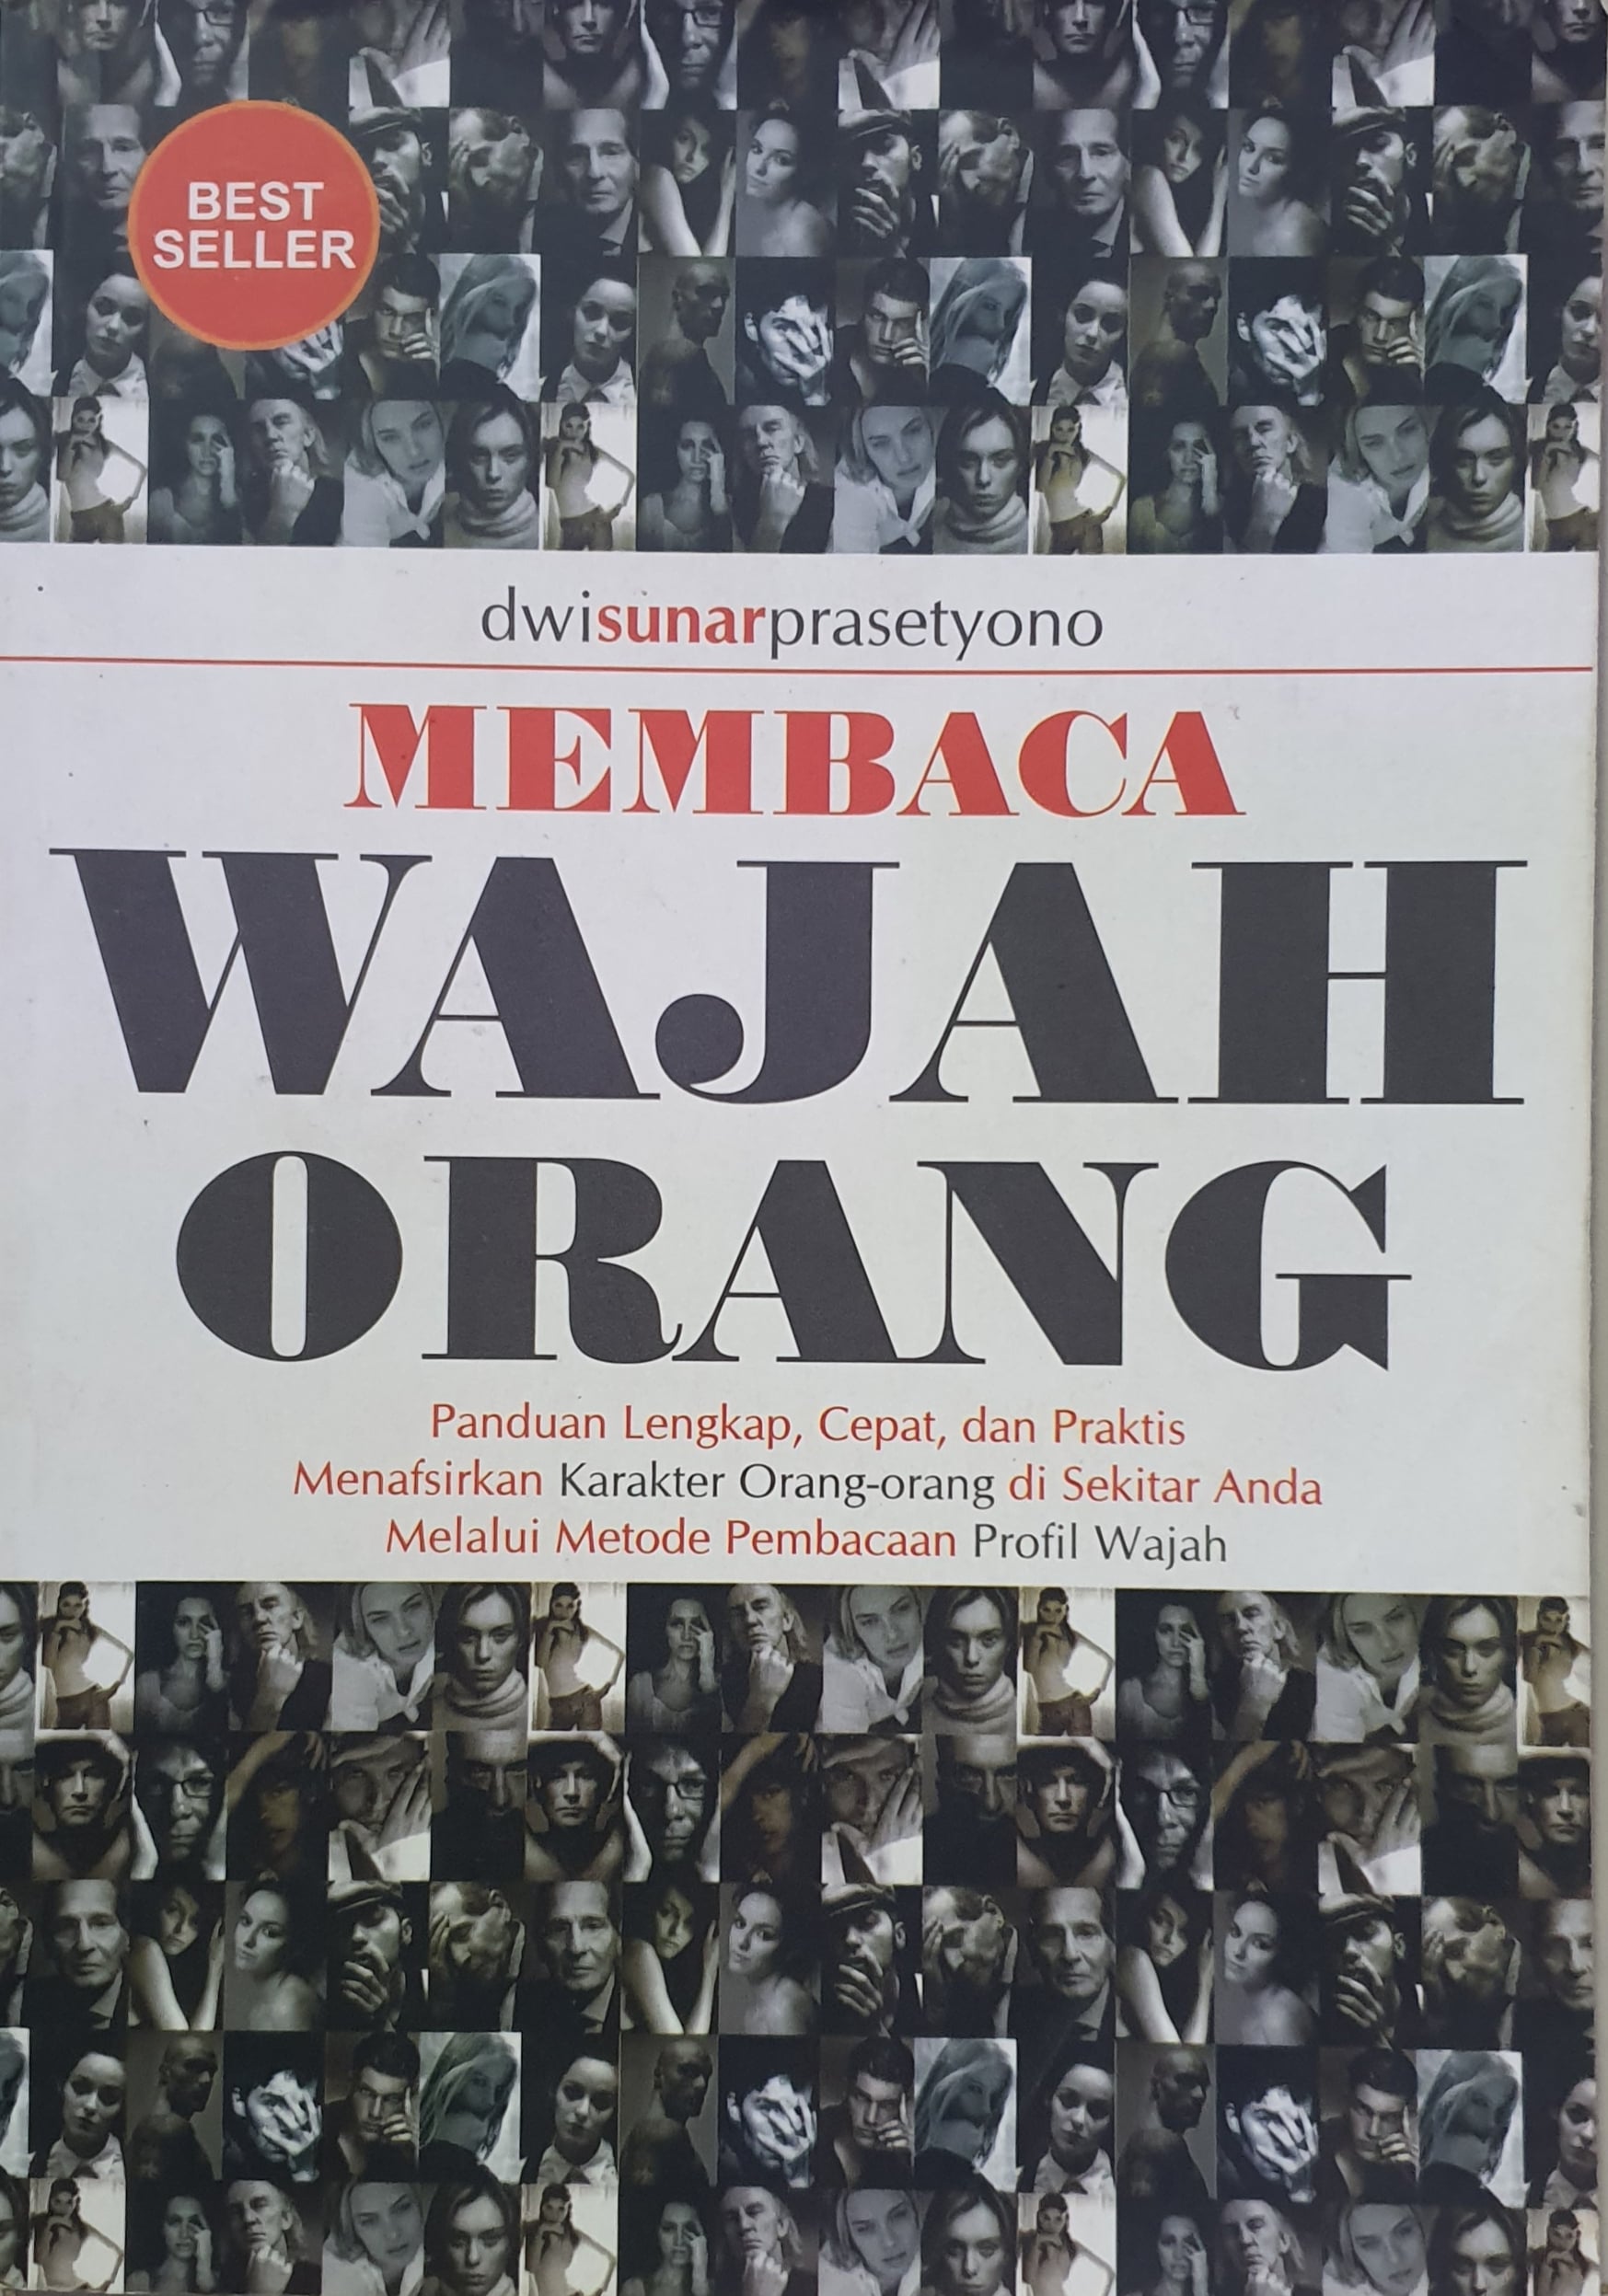 BEST
SELLER
dwisunarprasetyono
MEMBACA
WAJAH
ORANG
Panduan Lengkap, Cepat, dan Praktis
Menafsirkan Karakter Orang-orang di Sekitar Anda
Melalui Metode Pembacaan Profil Wajah